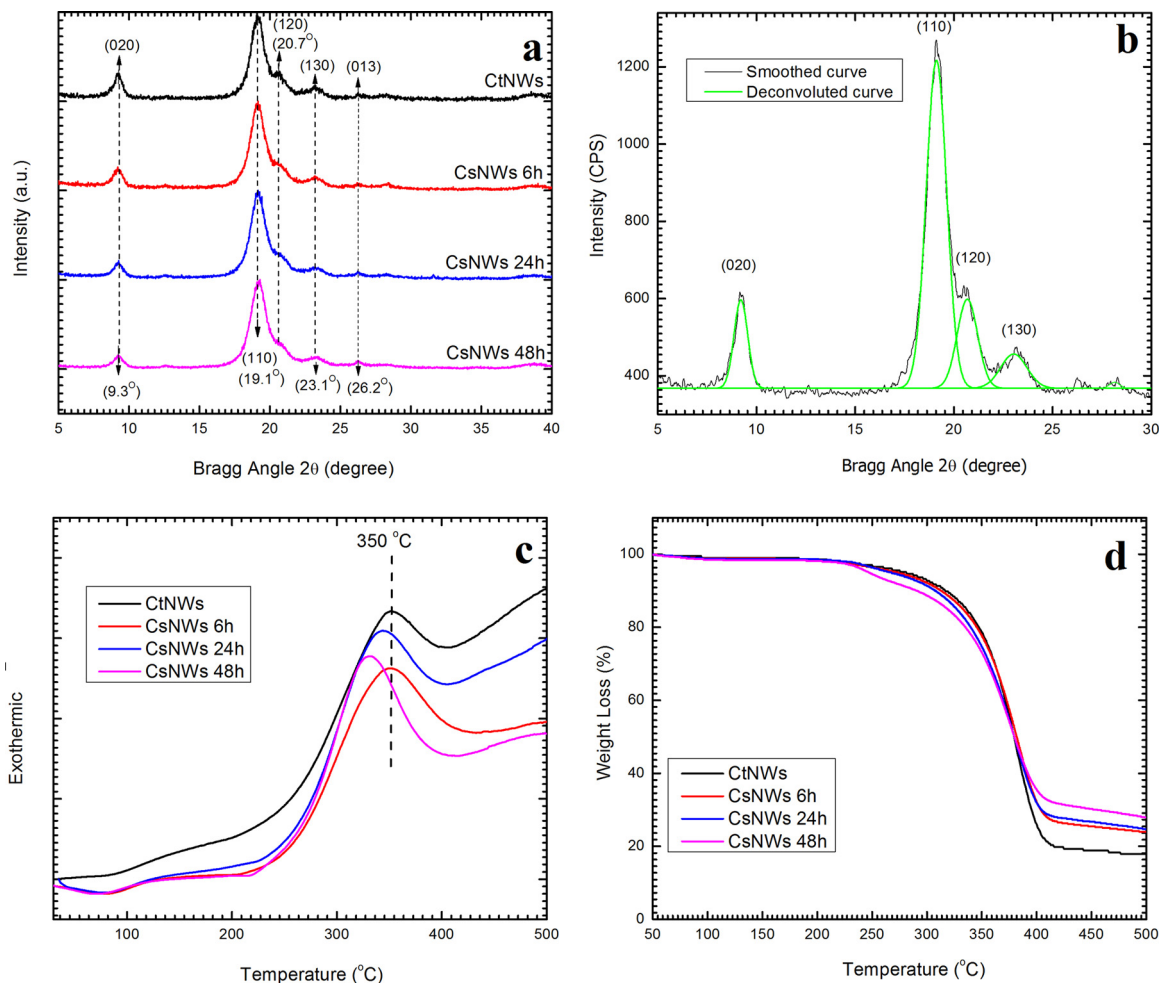 a
(020)
(120)
(20.7°)
(130)
(013)
CtNWs
CsNWs 6h
CsNWs 24h
CsNWs 48h
(110)
(9.3°)
(19.1°)
(23.1°)
(26.2°)
Intensity (a.u.)
5 10 15 20 25 30 35 40
Bragg Angle 2θ (degree)
b
(110)
Smoothed curve
Deconvoluted curve
(020)
(120)
(130)
Intensity (CPS)
1200
1000
800
600
400
5 10 15 20 25 30
Bragg Angle 2θ (degree)
c
350 °C
CtNWs
CsNWs 6h
CsNWs 24h
CsNWs 48h
Exothermic
100 200 300 400 500
Temperature (°C)
d
CtNWs
CsNWs 6h
CsNWs 24h
CsNWs 48h
Weight Loss (%)
100
80
60
40
20
0
50 100 150 200 250 300 350 400 450 500
Temperature (°C)